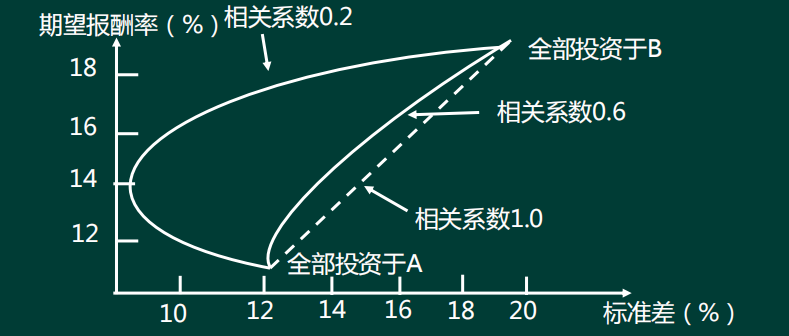 期望报酬率（%）
相关系数0.2
18
全部投资于B
16
相关系数0.6
14
相关系数1.0
12
全部投资于A
10 12 14 16 18 20
标准差（%）